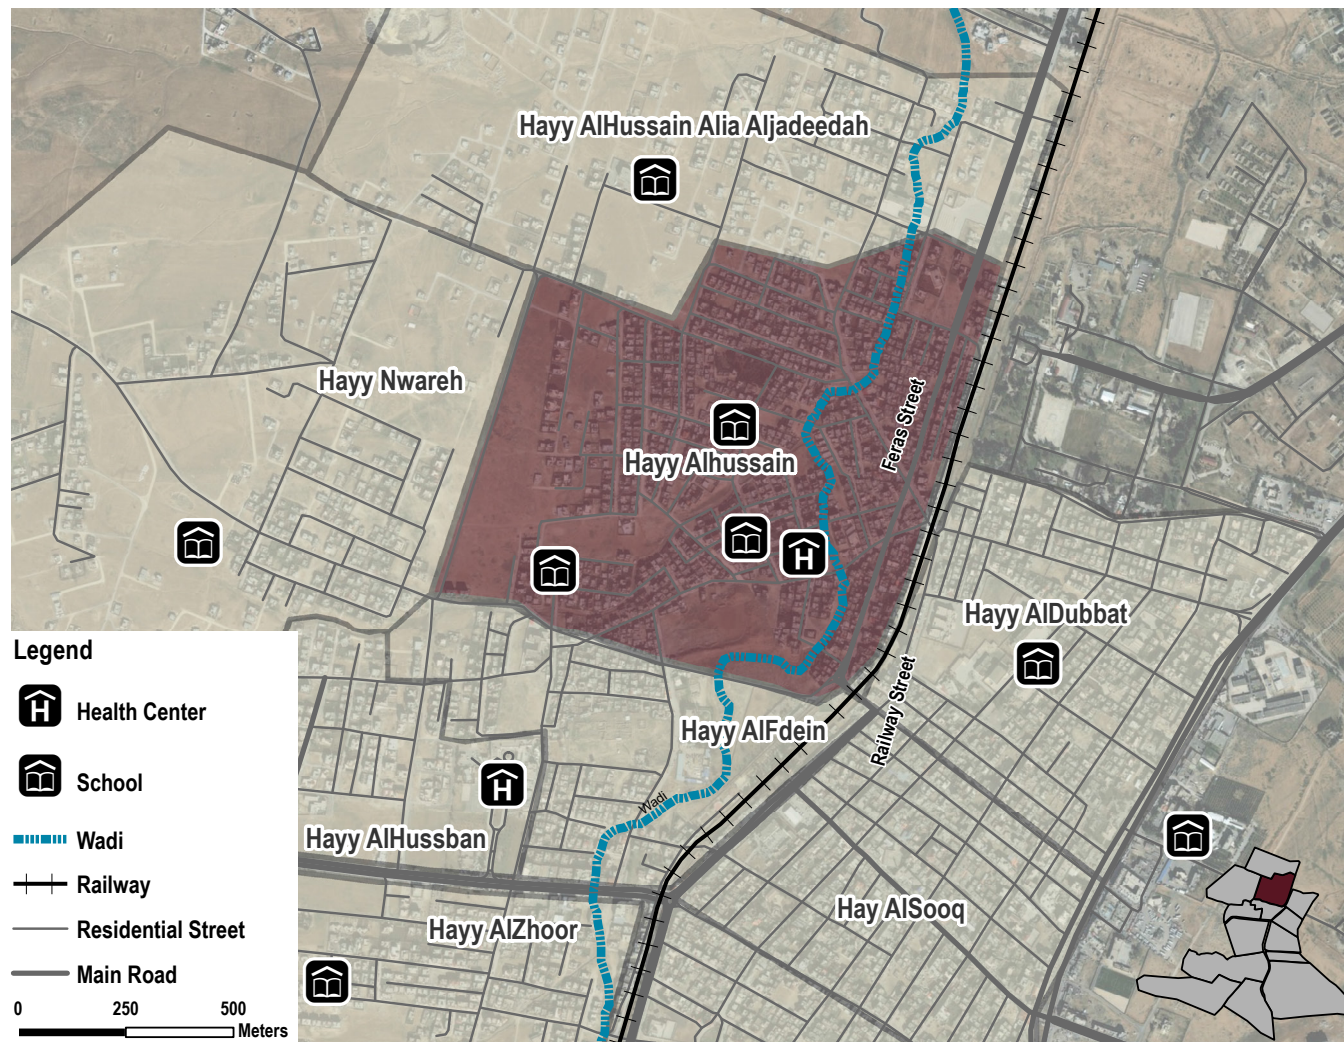 Hayy AlHussain Alia Aljadeedah
Hayy Nwareh
Feras Street
Hayy Alhussain
Hayy AlDubbat
Railway Street
Hayy AlFdein
Wadi
Hayy AlHussban
Hay AlSooq
Hayy AlZhoor
Legend
H Health Center
School
Wadi
Railway
Residential Street
Main Road
0 250 500
Meters
H
H